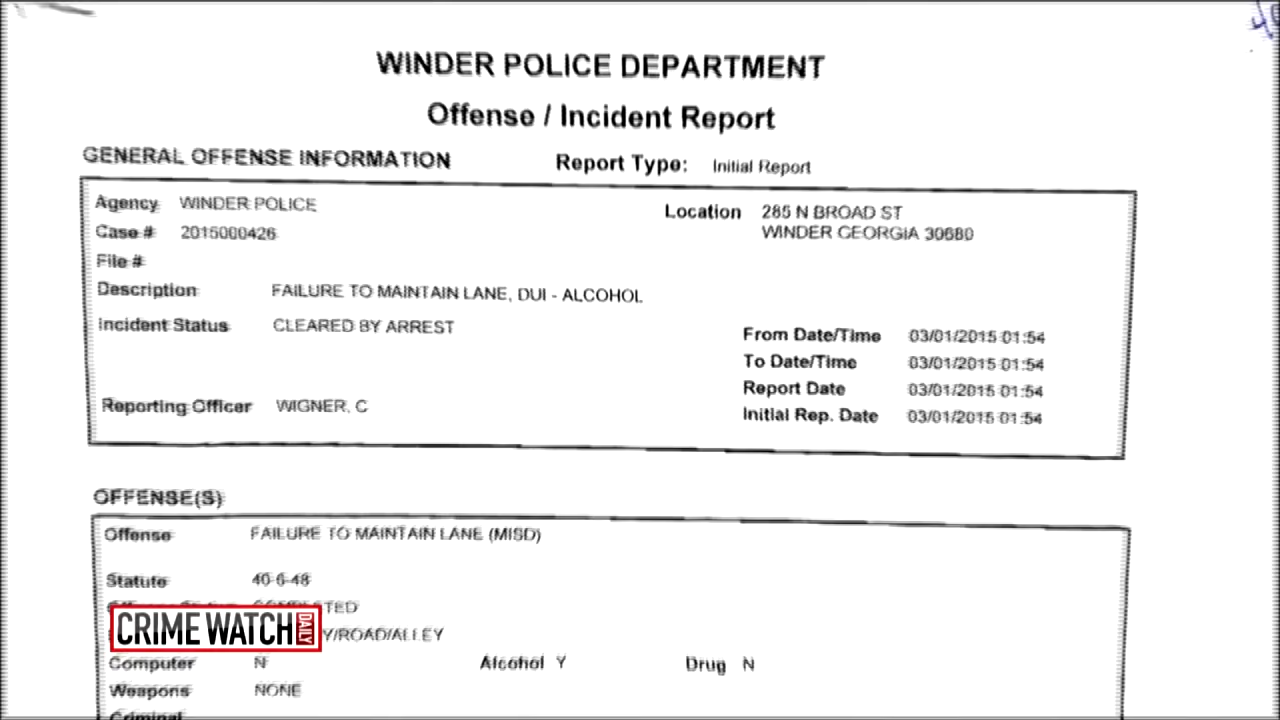 WINDER POLICE DEPARTMENT
Offense / Incident Report
GENERAL OFFENSE INFORMATION Report Type: Initial Report
Agency WINDER POLICE Location 285 N BROAD ST
Case # 2015000426 WINDER GEORGIA 30680
File #
Description FAILURE TO MAINTAIN LANE, DUI - ALCOHOL
Incident Status CLEARED BY ARREST
From Date/Time 03/01/2015 01:54
To Date/Time 03/01/2015 01:54
Report Date 03/01/2015 01:54
Reporting Officer WIGNER, C Initial Rep. Date 03/01/2015 01:54
OFFENSE(S)
Offense FAILURE TO MAINTAIN LANE (MISD)
Statute 40-6-48
CRIME WATCH DAILY
Y/ROAD/ALLEY
Computer N Alcohol Y Drug N
Weapons NONE
Criminal